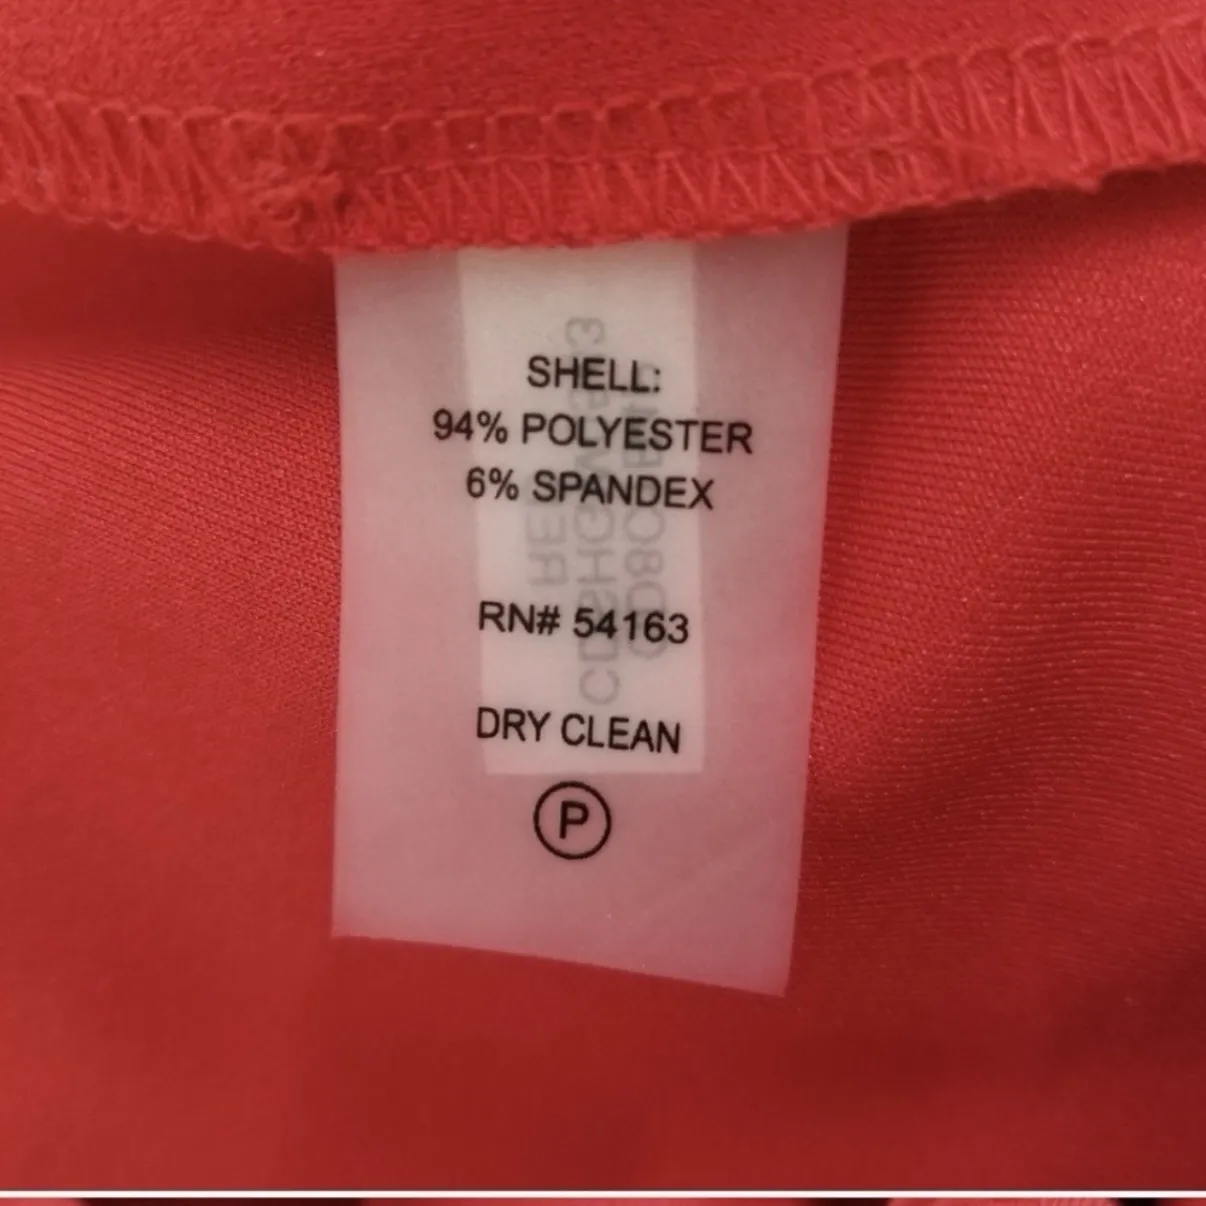 SHELL:
94% POLYESTER
6% SPANDEX
RN# 54163
DRY CLEAN
P